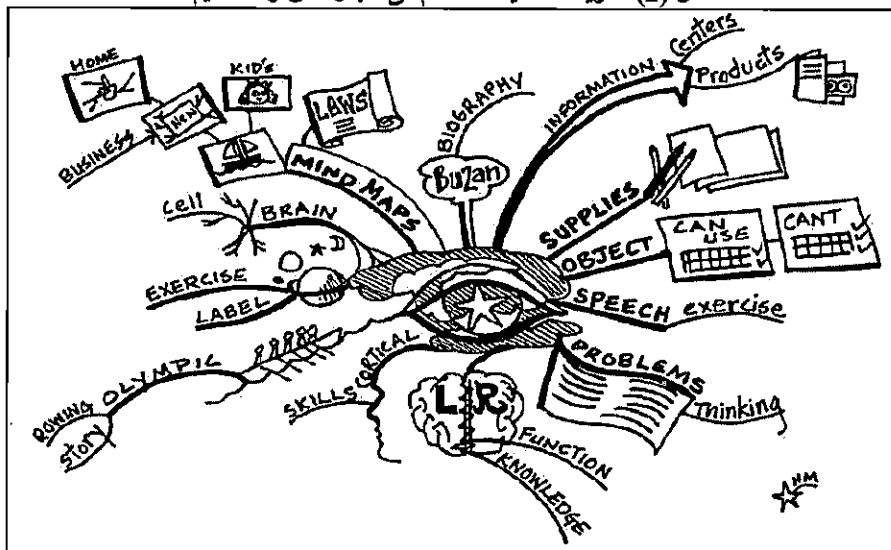 HOME
KID'S
NEW
BUSINESS
LAWS
MIND MAPS
BIOGRAPHY
BUZAN
INFORMATION
Centers
Products
SUPPLIES
OBJECT
CAN
USE
CANT
SPEECH exercise
PROBLEMS
Thinking
cell
BRAIN
EXERCISE
LABEL
OLYMPIC
ROWING
Story
CORTICAL
SKILLS
L R
FUNCTION
KNOWLEDGE
NM